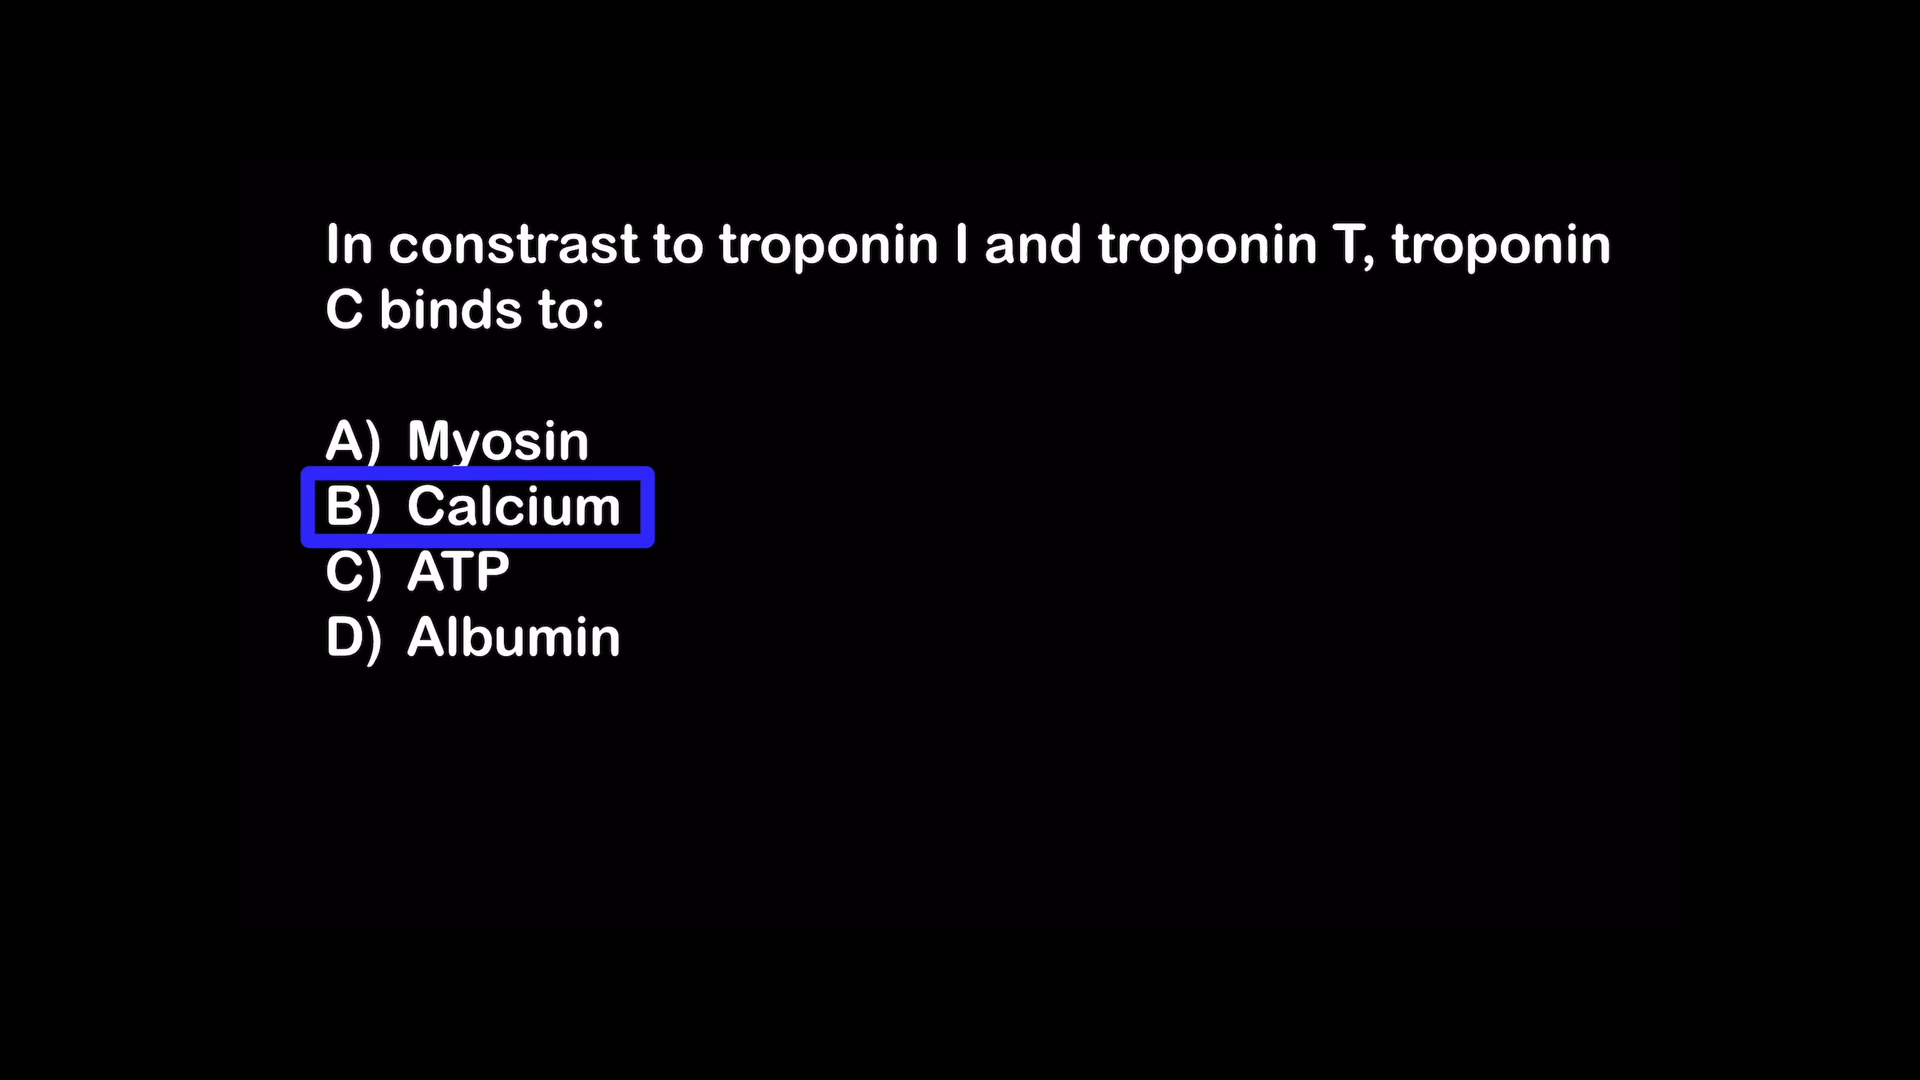 In constrast to troponin I and troponin T, troponin
C binds to:
A) Myosin
B) Calcium
C) ATP
D) Albumin